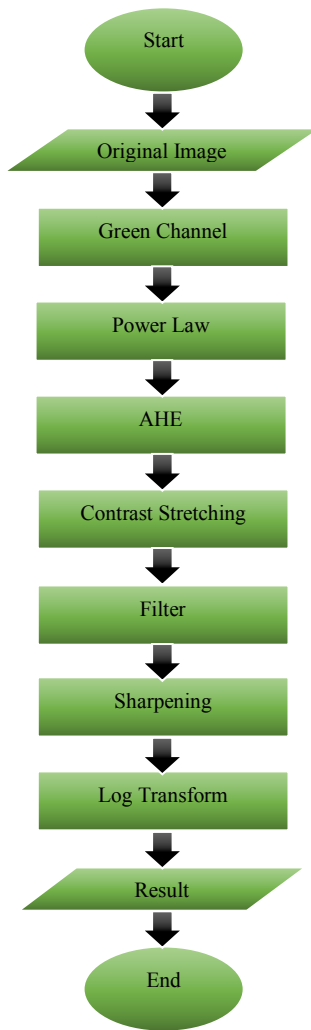 Start
Original Image
Green Channel
Power Law
AHE
Contrast Stretching
Filter
Sharpening
Log Transform
Result
End